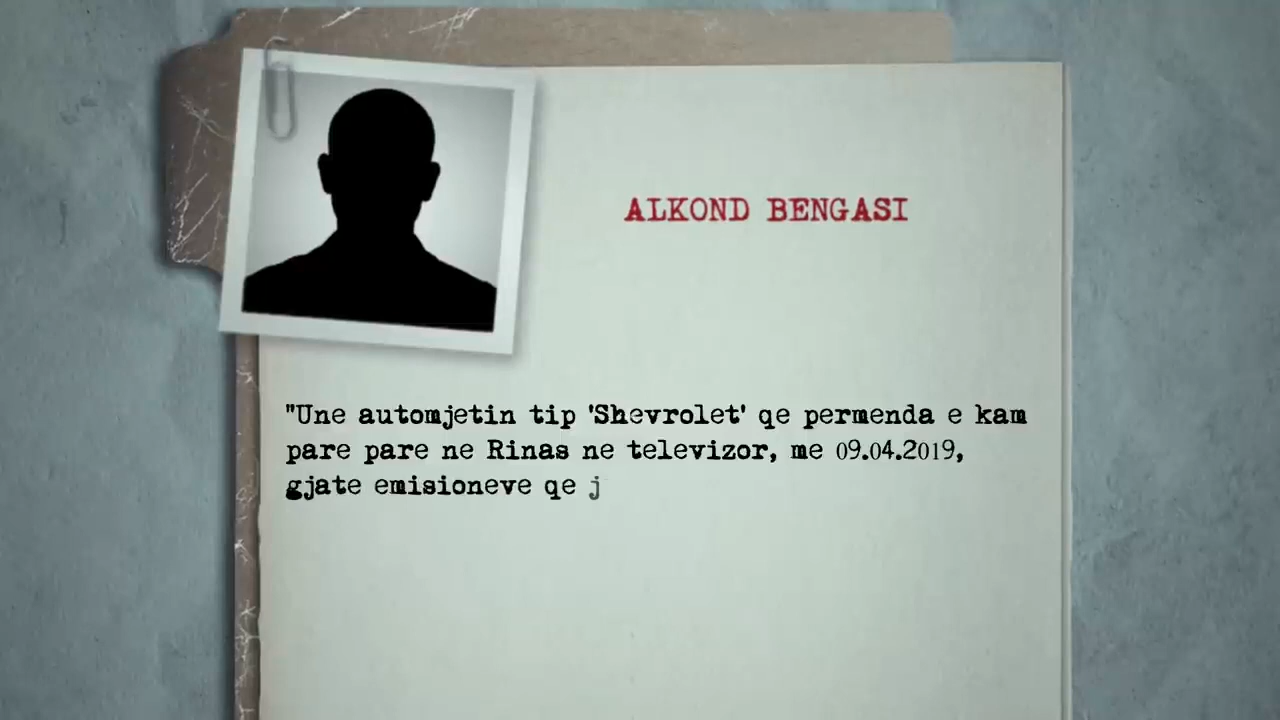 ALKOND BENGASI
"Une automjetin tip 'Shevrolet' qe permenda e kam
pare pare ne Rinas ne televizor, me 09.04.2019,
gjate emisioneve qe j